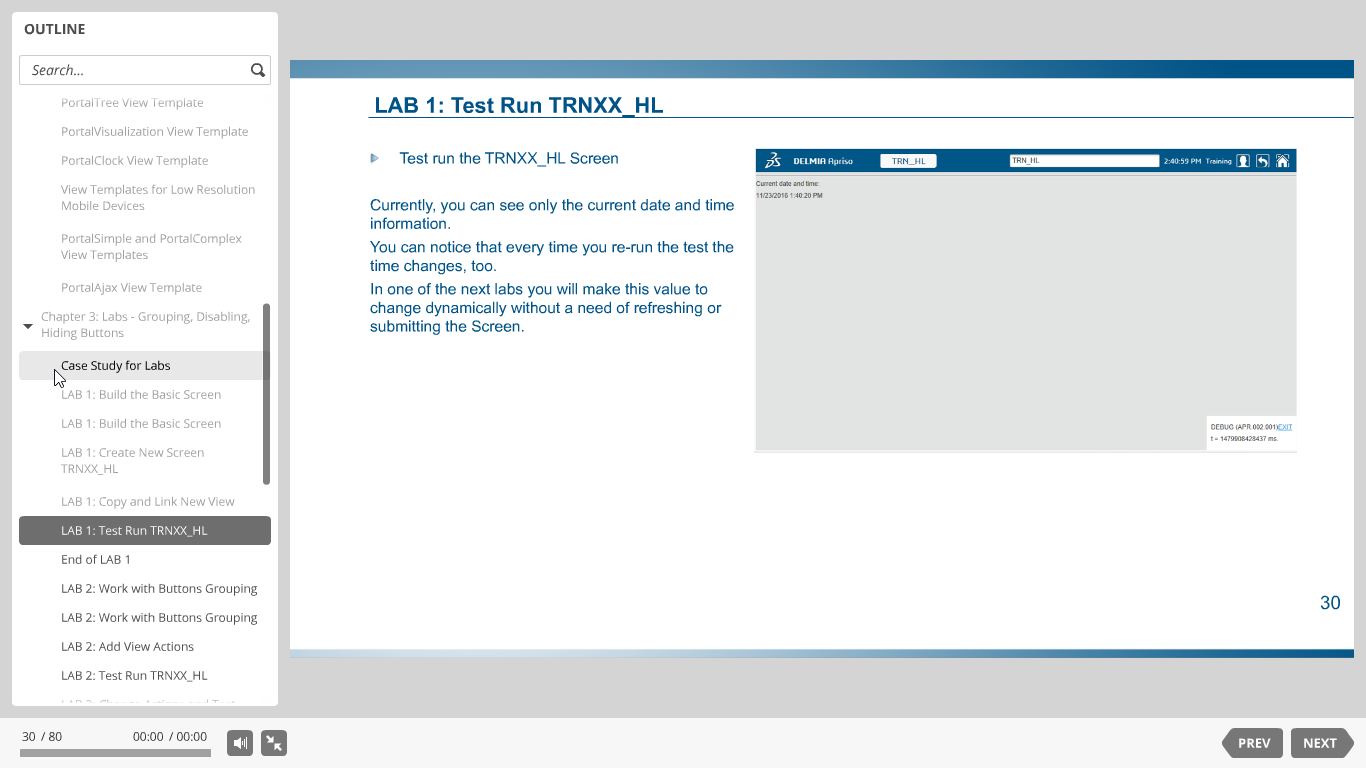 OUTLINE
Search...
PortalTree View Template
PortalVisualization View Template
PortalClock View Template
View Templates for Low Resolution
Mobile Devices
PortalSimple and PortalComplex
View Templates
PortalAjax View Template
Chapter 3: Labs - Grouping, Disabling,
Hiding Buttons
Case Study for Labs
LAB 1: Build the Basic Screen
LAB 1: Build the Basic Screen
LAB 1: Create New Screen
TRNXX_HL
LAB 1: Copy and Link New View
LAB 1: Test Run TRNXX_HL
End of LAB 1
LAB 2: Work with Buttons Grouping
LAB 2: Work with Buttons Grouping
LAB 2: Add View Actions
LAB 2: Test Run TRNXX_HL
LAB 1: Test Run TRNXX_HL
Test run the TRNXX_HL Screen
Currently, you can see only the current date and time
information.
You can notice that every time you re-run the test the
time changes, too.
In one of the next labs you will make this value to
change dynamically without a need of refreshing or
submitting the Screen.
DELMIA Apriso TRN_HL TRN_HL 2:40:59 PM Training
Current date and time:
11/23/2016 1:40:20 PM
DEBUG (APR.002.001)EXIT
t = 1479908428437 ms.
30
30 / 80 00:00 / 00:00
PREV NEXT